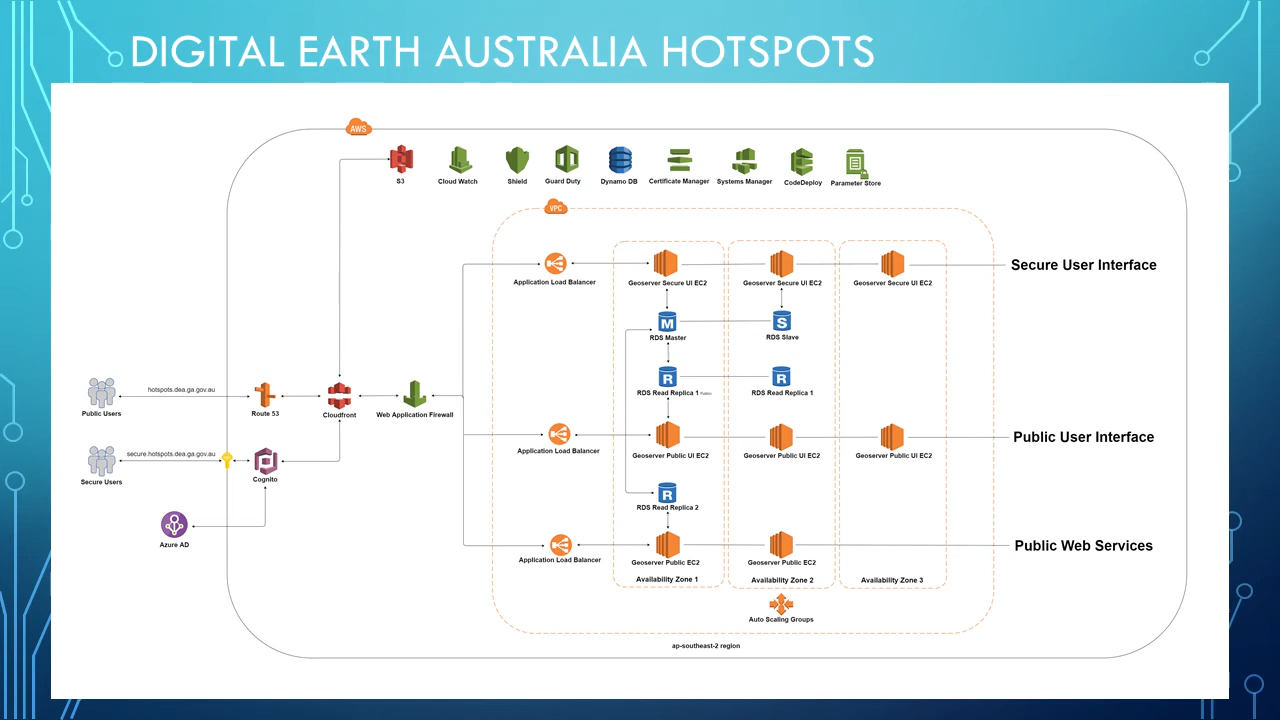 DIGITAL EARTH AUSTRALIA HOTSPOTS
AWS
S3
Cloud Watch
Shield
Guard Duty
Dynamo DB
Certificate Manager
Systems Manager
CodeDeploy
Parameter Store
VPC
Application Load Balancer
Geoserver Secure UI EC2
Geoserver Secure UI EC2
Geoserver Secure UI EC2
Secure User Interface
M
RDS Master
S
RDS Slave
R
RDS Read Replica 1 Public
R
RDS Read Replica 1
Public Users
hotspots.dea.ga.gov.au
Route 53
Cloudfront
Web Application Firewall
Application Load Balancer
Geoserver Public UI EC2
Geoserver Public UI EC2
Geoserver Public UI EC2
Public User Interface
Secure Users
secure.hotspots.dea.ga.gov.au
Cognito
R
RDS Read Replica 2
Azure AD
Application Load Balancer
Geoserver Public EC2
Geoserver Public EC2
Public Web Services
Availability Zone 1
Availability Zone 2
Availability Zone 3
Auto Scaling Groups
ap-southeast-2 region